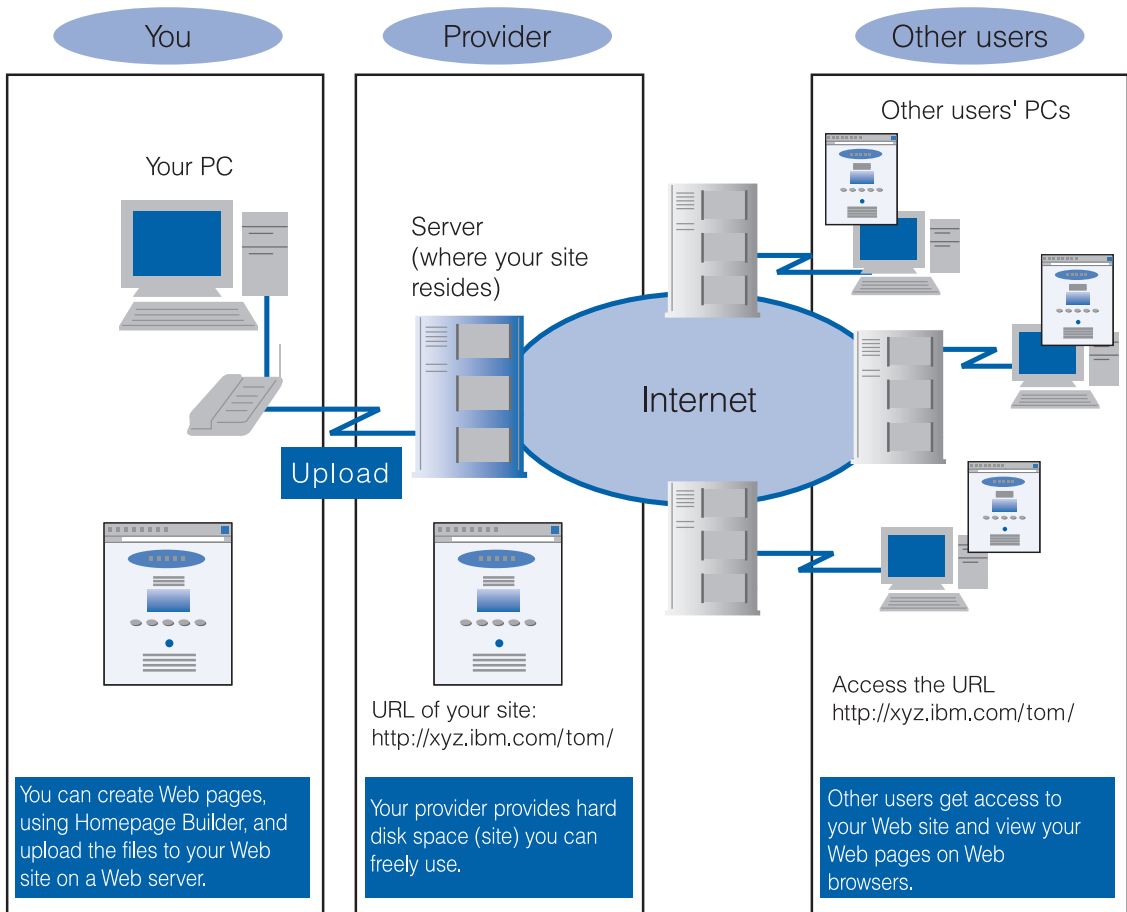 You
Provider
Other users
Your PC
Server
(where your site
resides)
Other users' PCs
Internet
Upload
URL of your site:
http://xyz.ibm.com/tom/
Access the URL
http://xyz.ibm.com/tom/
You can create Web pages,
using Homepage Builder, and
upload the files to your Web
site on a Web server.
Your provider provides hard
disk space (site) you can
freely use.
Other users get access to
your Web site and view your
Web pages on Web
browsers.